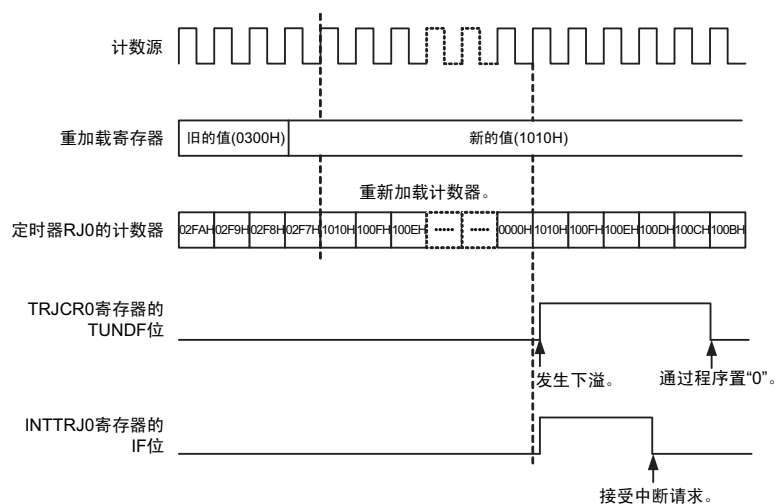 计数源
重加载寄存器
旧的值(0300H)
新的值(1010H)
重新加载计数器。
定时器RJ0的计数器
02FAH 02F9H 02F8H 02F7H 1010H 100FH 100EH ····· ····· 0000H 1010H 100FH 100EH 100DH 100CH 100BH
TRJCR0寄存器的
TUNDF位
发生下溢。
通过程序置“0”。
INTTRJ0寄存器的
IF位
接受中断请求。